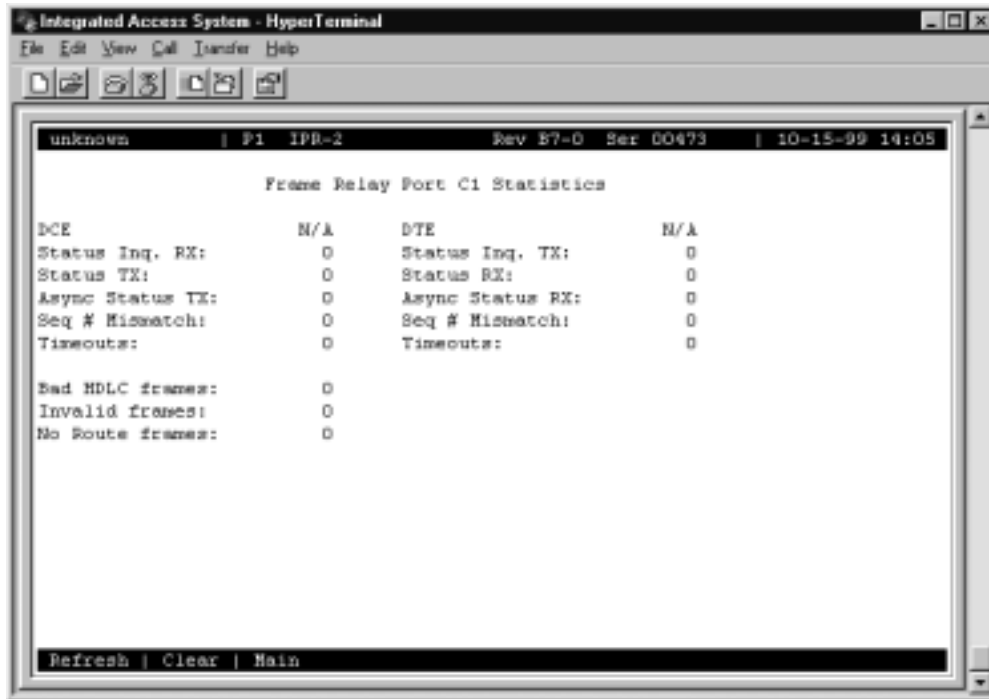 Integrated Access System - HyperTerminal
File Edit View Call Transfer Help
unknown | P1 IPR-2 Rev B7-0 Ser 00473 | 10-15-99 14:05
Frame Relay Port C1 Statistics
DCE N/A DTE N/A
Status Inq. RX: 0 Status Inq. TX: 0
Status TX: 0 Status RX: 0
Async Status TX: 0 Async Status RX: 0
Seq # Mismatch: 0 Seq # Mismatch: 0
Timeouts: 0 Timeouts: 0
Bad HDLC frames: 0
Invalid frames: 0
No Route frames: 0
Refresh | Clear | Main